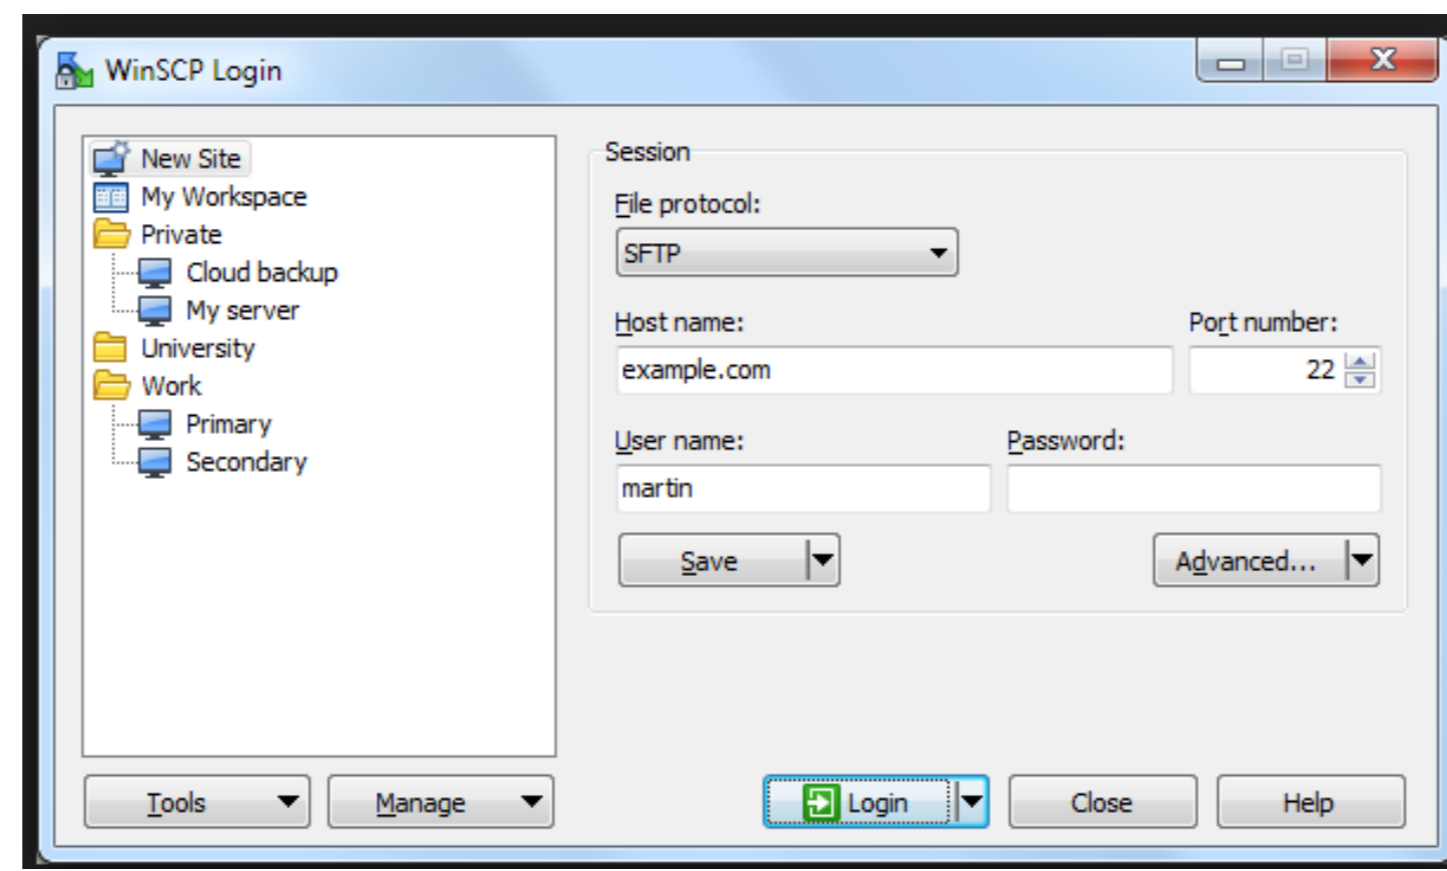 WinSCP Login
New Site
My Workspace
Private
Cloud backup
My server
University
Work
Primary
Secondary
Session
File protocol:
SFTP
Host name:
Port number:
example.com
22
User name:
Password:
martin
Save
Advanced...
Tools
Manage
Login
Close
Help